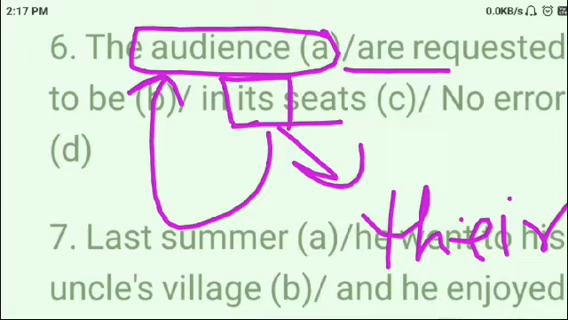 2:17 PM 0.0KB/s
6. The audience (a)/are requested
to be (b)/ in its seats (c)/ No error
(d)
thieir
7. Last summer (a)/he went to his
uncle's village (b)/ and he enjoyed